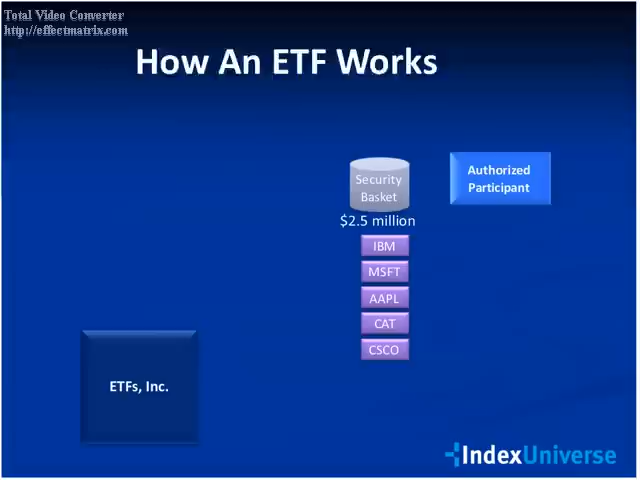 Total Video Converter
http://effectmatrix.com
How An ETF Works
Security
Basket
Authorized
Participant
$2.5 million
IBM
MSFT
AAPL
CAT
CSCO
ETFs, Inc.
IndexUniverse